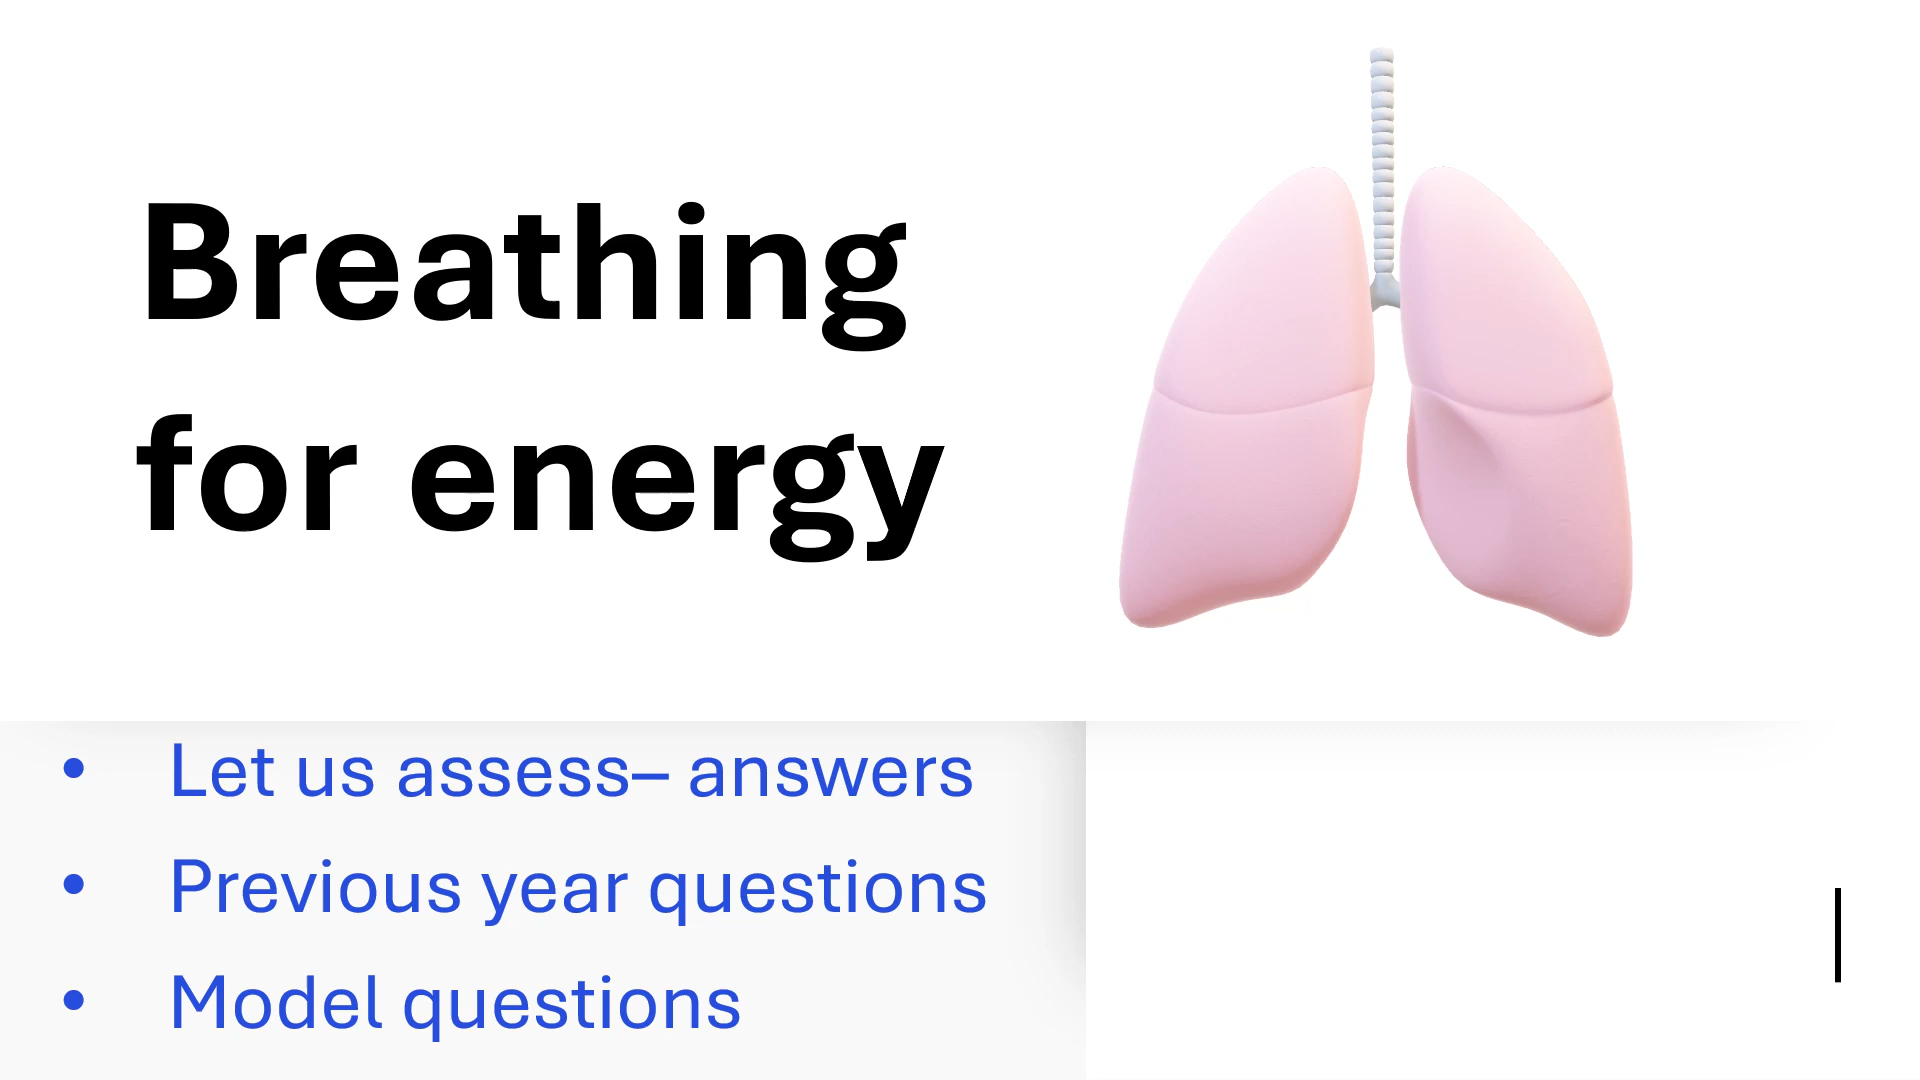 Breathing
for energy
• Let us assess– answers
• Previous year questions
• Model questions